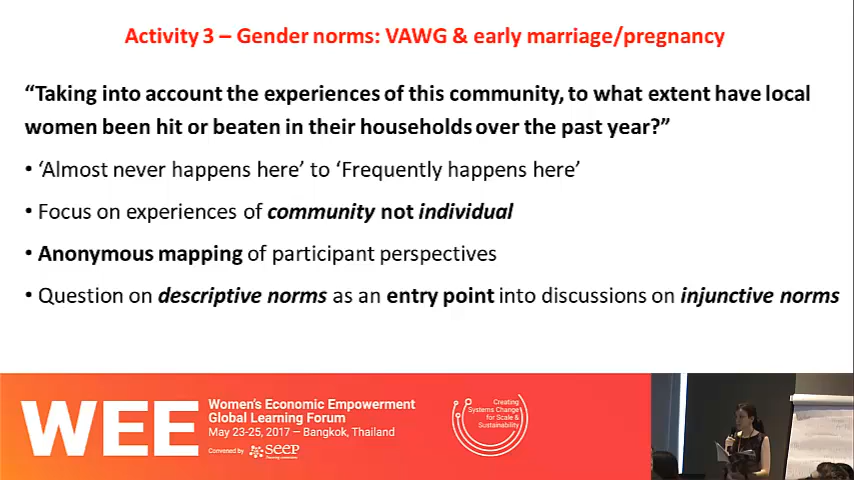 Activity 3 – Gender norms: VAWG & early marriage/pregnancy
“Taking into account the experiences of this community, to what extent have local
women been hit or beaten in their households over the past year?”
• ‘Almost never happens here’ to ‘Frequently happens here’
• Focus on experiences of community not individual
• Anonymous mapping of participant perspectives
• Question on descriptive norms as an entry point into discussions on injunctive norms
WEE
Women's Economic Empowerment
Global Learning Forum
May 23-25, 2017 – Bangkok, Thailand
Convened by SEEP
Creating
Systems Change
for Scale &
Sustainability